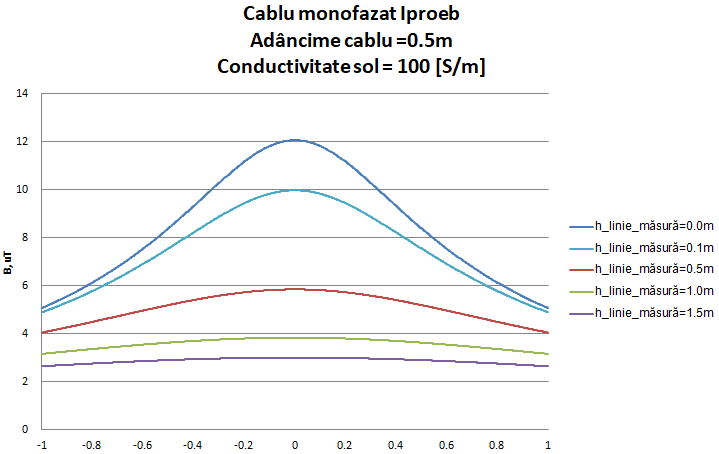 Cablu monofazat Iproeb
Adâncime cablu =0.5m
Conductivitate sol = 100 [S/m]
14
12
10
8
6
4
2
0
B, uT
-1 -0.8 -0.6 -0.4 -0.2 0 0.2 0.4 0.6 0.8 1
h_linie_măsură=0.0m
h_linie_măsură=0.1m
h_linie_măsură=0.5m
h_linie_măsură=1.0m
h_linie_măsură=1.5m